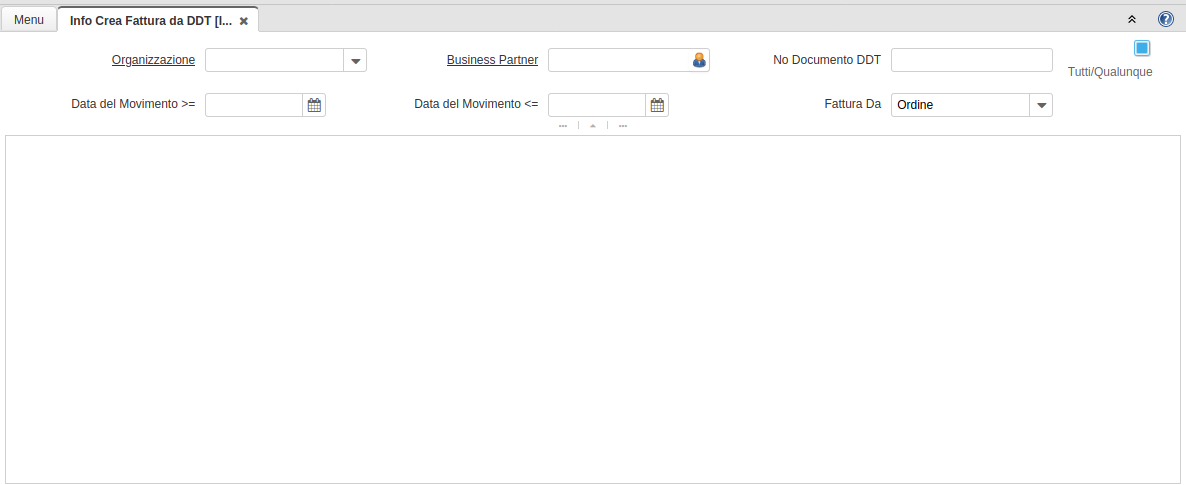 Menu
Info Crea Fattura da DDT [I...
Organizzazione
Business Partner
No Documento DDT
Tutti/Qualunque
Data del Movimento >=
Data del Movimento <=
Fattura Da
Ordine